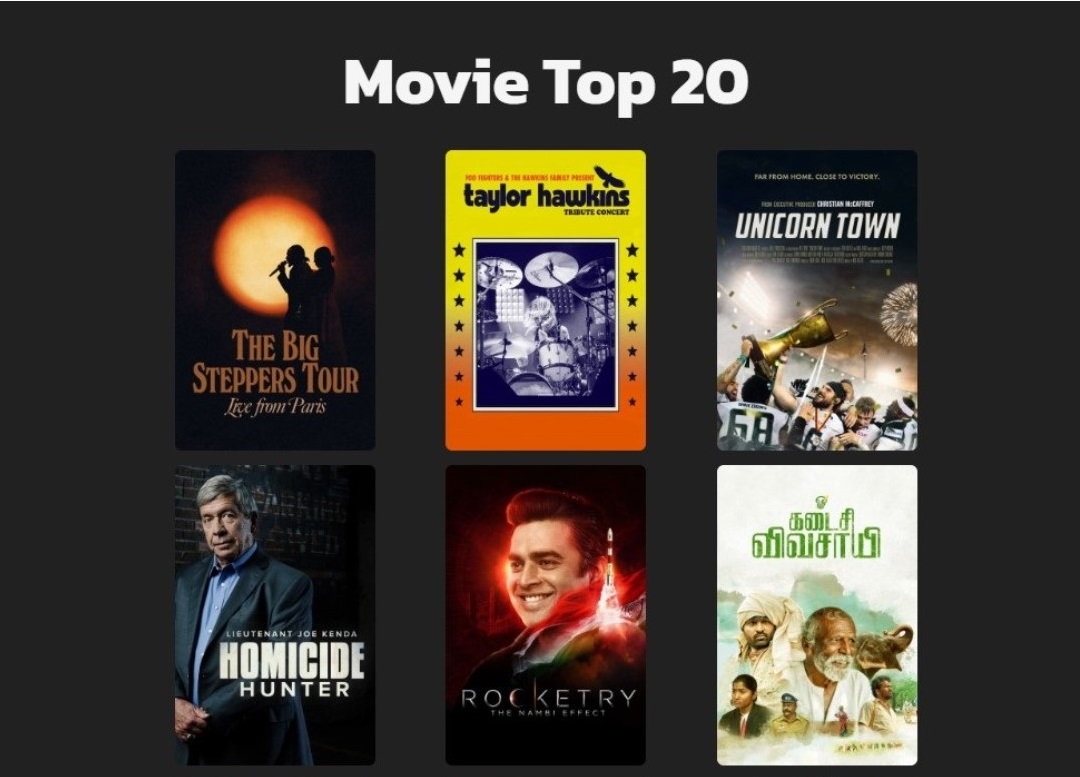 Movie Top 20
THE BIG
STEPPERS TOUR
Live from Paris
FOO FIGHTERS & THE HAWKINS FAMILY PRESENT
taylor hawkins
TRIBUTE CONCERT
FAR FROM HOME. CLOSE TO VICTORY.
FROM EXECUTIVE PRODUCER CHRISTIAN McCAFFREY
UNICORN TOWN
68
LIEUTENANT JOE KENDA
HOMICIDE
HUNTER
ROCKETRY
THE NAMBI EFFECT
கடைசி
விவசாயி